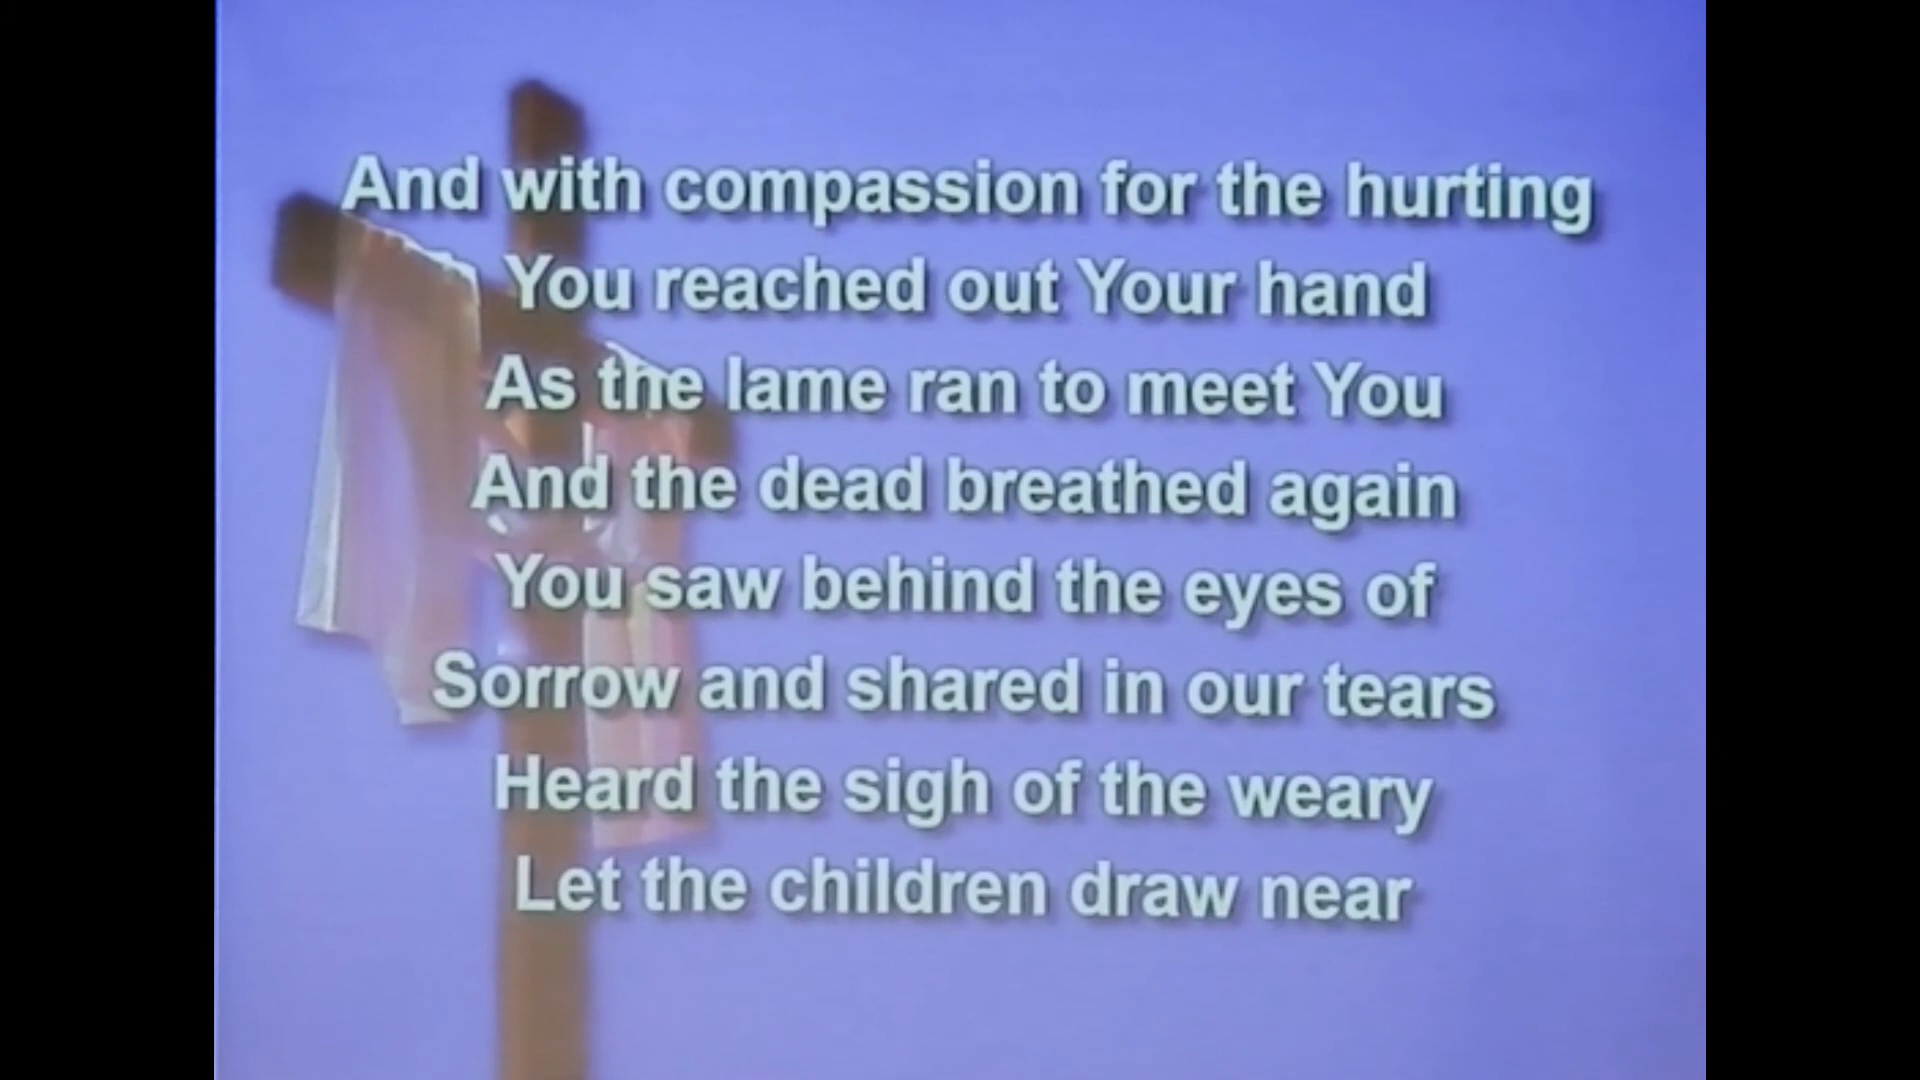 And with compassion for the hurting
You reached out Your hand
As the lame ran to meet You
And the dead breathed again
You saw behind the eyes of
Sorrow and shared in our tears
Heard the sigh of the weary
Let the children draw near